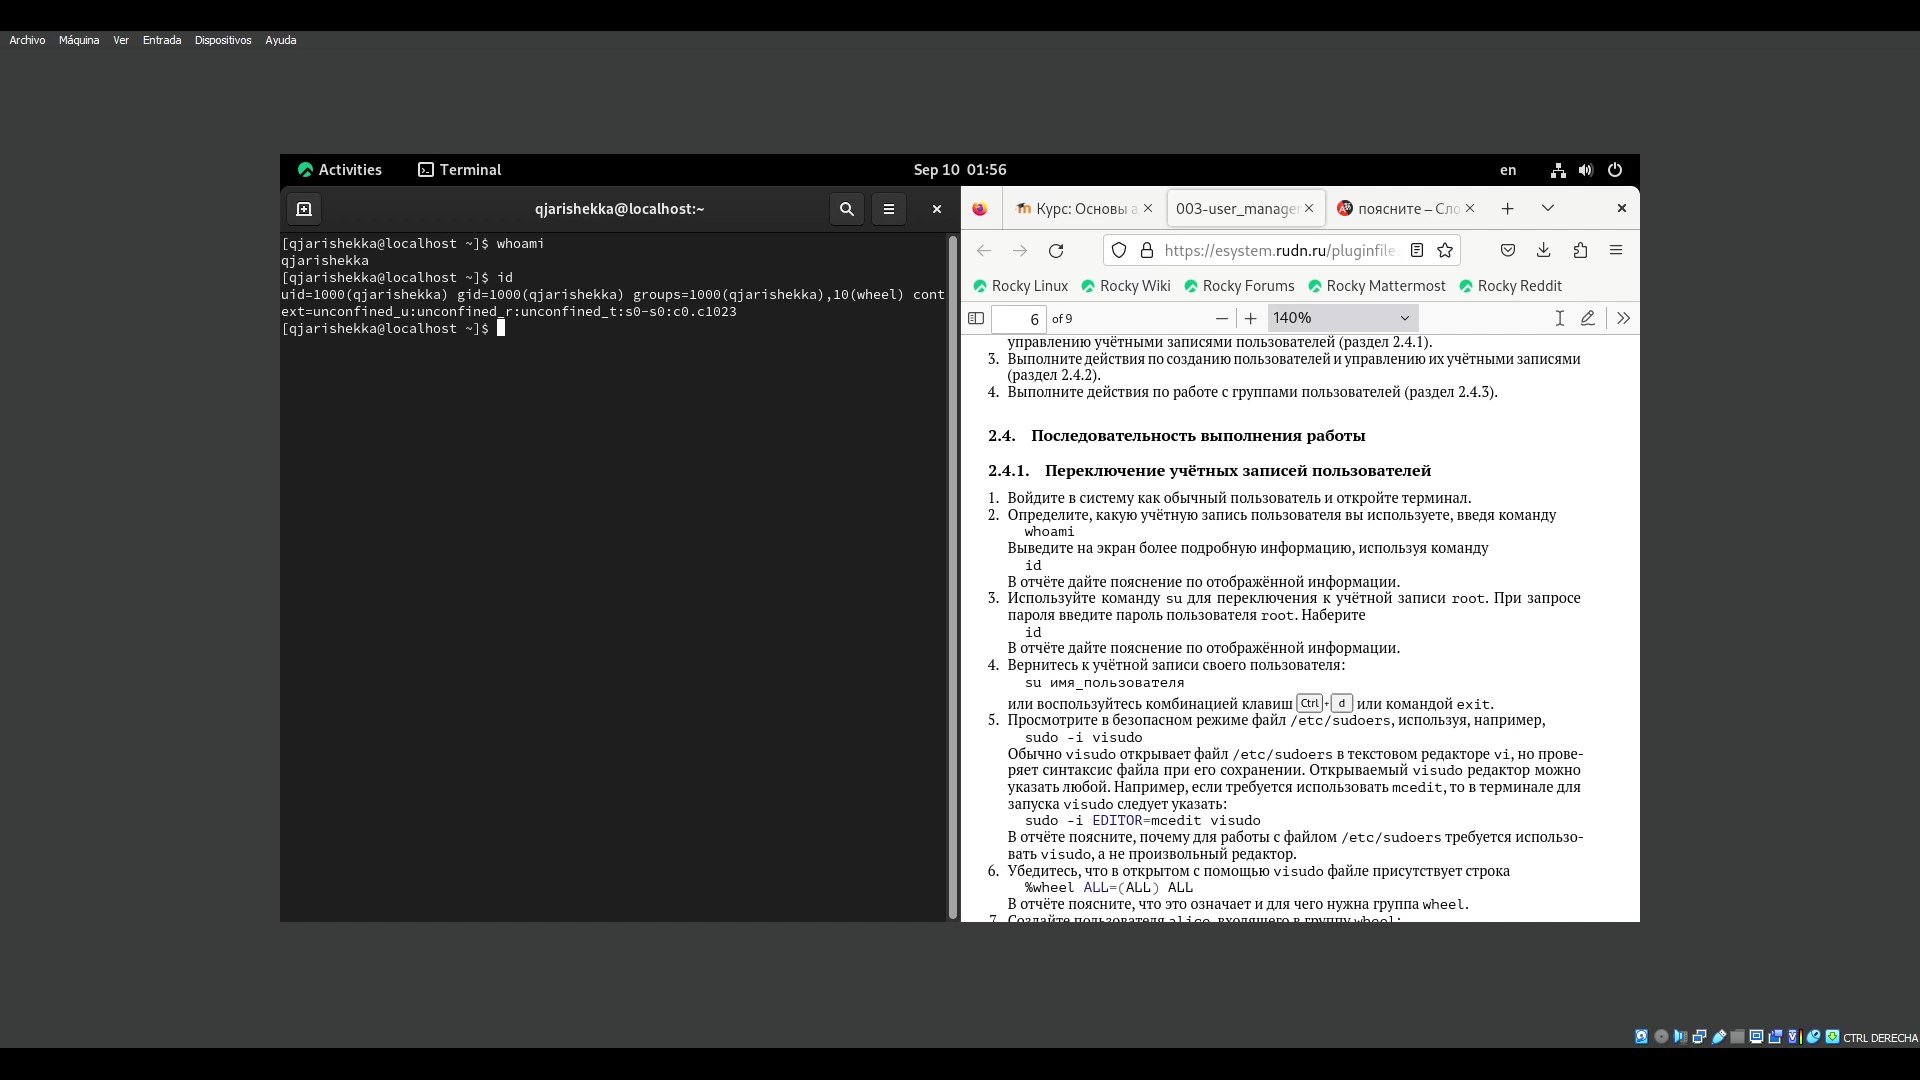 Archivo Máquina Ver Entrada Dispositivos Ayuda
Activities Terminal Sep 10 01:56 en
qjarishekka@localhost:~
[qjarishekka@localhost ~]$ whoami
qjarishekka
[qjarishekka@localhost ~]$ id
uid=1000(qjarishekka) gid=1000(qjarishekka) groups=1000(qjarishekka),10(wheel) cont
ext=unconfined_u:unconfined_r:unconfined_t:s0-s0:c0.c1023
[qjarishekka@localhost ~]$
Курс: Основы а 003-user_manager поясните – Сло
https://esystem.rudn.ru/pluginfile.
Rocky Linux Rocky Wiki Rocky Forums Rocky Mattermost Rocky Reddit
6 of 9 140%
управлению учётными записями пользователей (раздел 2.4.1).
3. Выполните действия по созданию пользователей и управлению их учётными записями
(раздел 2.4.2).
4. Выполните действия по работе с группами пользователей (раздел 2.4.3).
2.4. Последовательность выполнения работы
2.4.1. Переключение учётных записей пользователей
1. Войдите в систему как обычный пользователь и откройте терминал.
2. Определите, какую учётную запись пользователя вы используете, введя команду
whoami
Выведите на экран более подробную информацию, используя команду
id
В отчёте дайте пояснение по отображённой информации.
3. Используйте команду su для переключения к учётной записи root. При запросе
пароля введите пароль пользователя root. Наберите
id
В отчёте дайте пояснение по отображённой информации.
4. Вернитесь к учётной записи своего пользователя:
su имя_пользователя
или воспользуйтесь комбинацией клавиш Ctrl + d или командой exit.
5. Просмотрите в безопасном режиме файл /etc/sudoers, используя, например,
sudo -i visudo
Обычно visudo открывает файл /etc/sudoers в текстовом редакторе vi, но прове-
ряет синтаксис файла при его сохранении. Открываемый visudo редактор можно
указать любой. Например, если требуется использовать mcedit, то в терминале для
запуска visudo следует указать:
sudo -i EDITOR=mcedit visudo
В отчёте поясните, почему для работы с файлом /etc/sudoers требуется использо-
вать visudo, а не произвольный редактор.
6. Убедитесь, что в открытом с помощью visudo файле присутствует строка
%wheel ALL=(ALL) ALL
В отчёте поясните, что это означает и для чего нужна группа wheel.
7. Создайте пользователя alice, входящего в группу wheel:
CTRL DERECHA